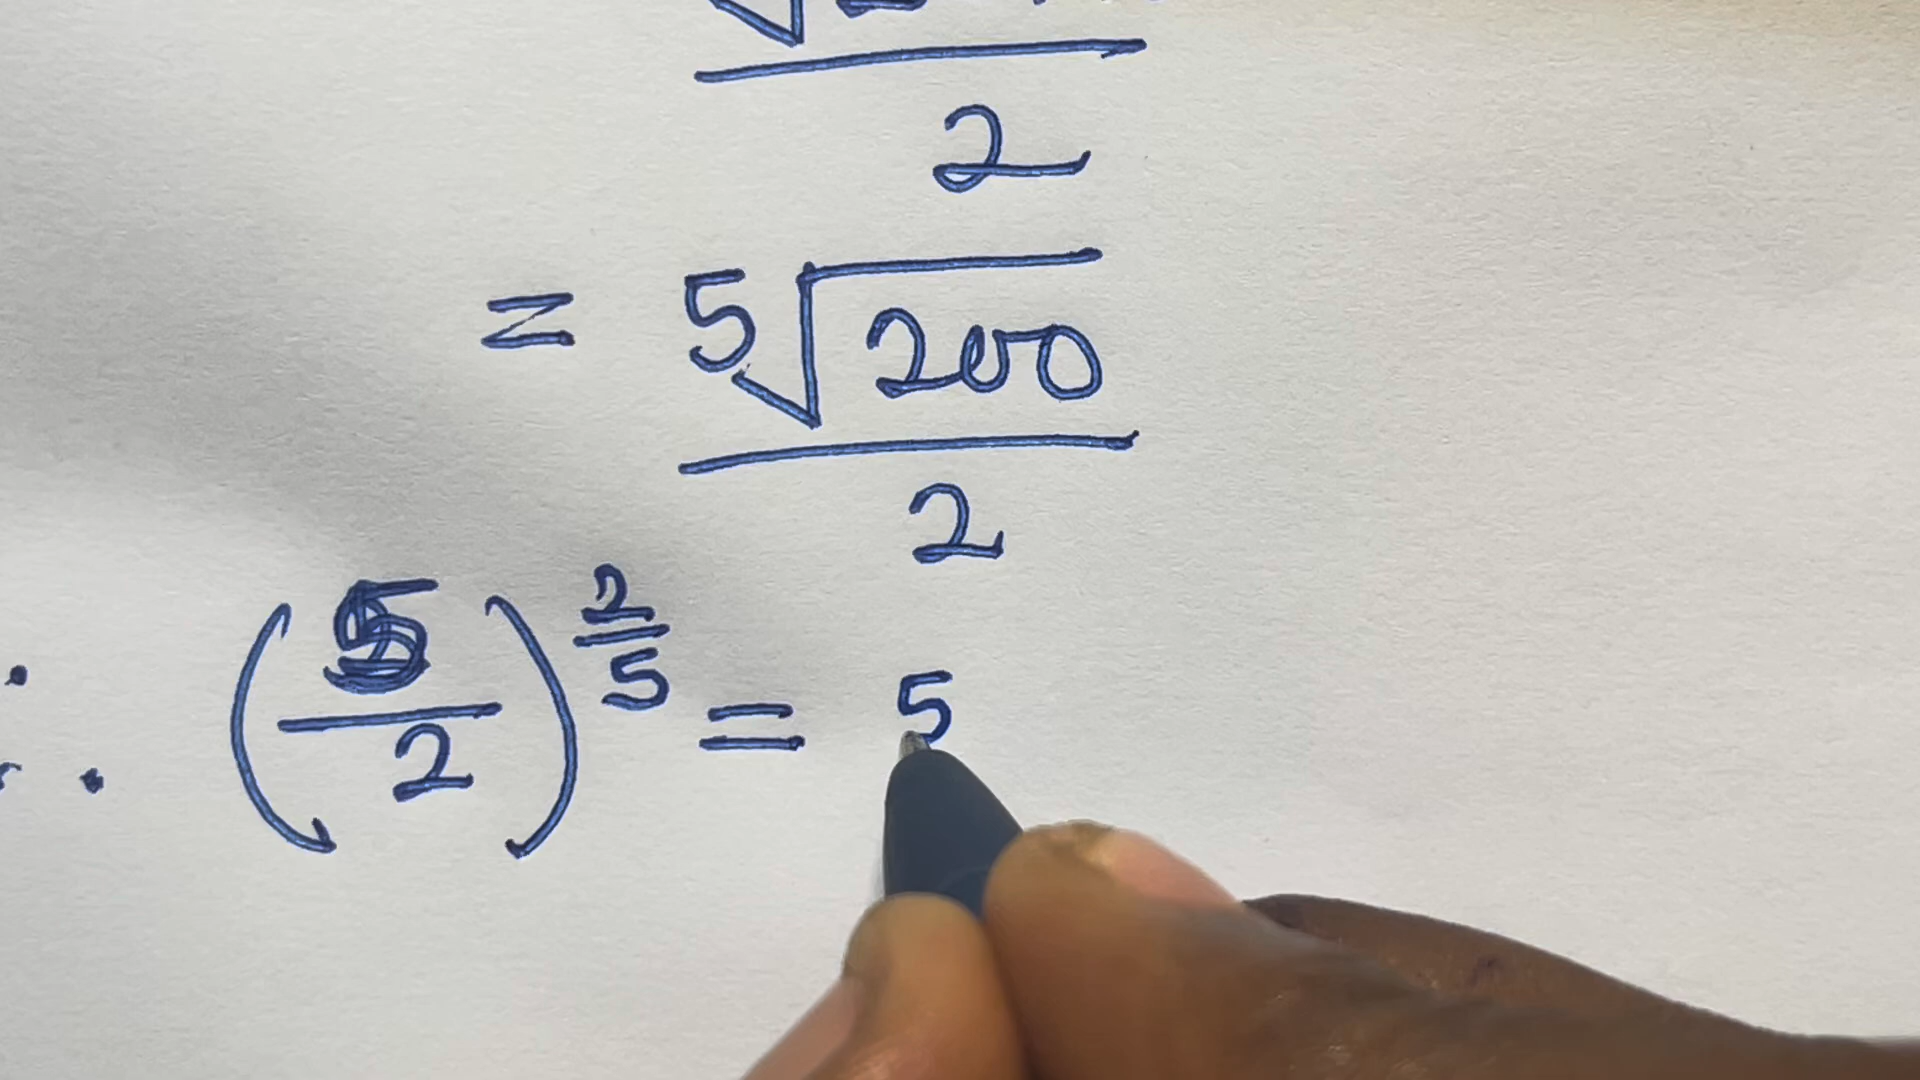 2
= ⁵√200
2
∴ (5/2)^(2/5) = 5